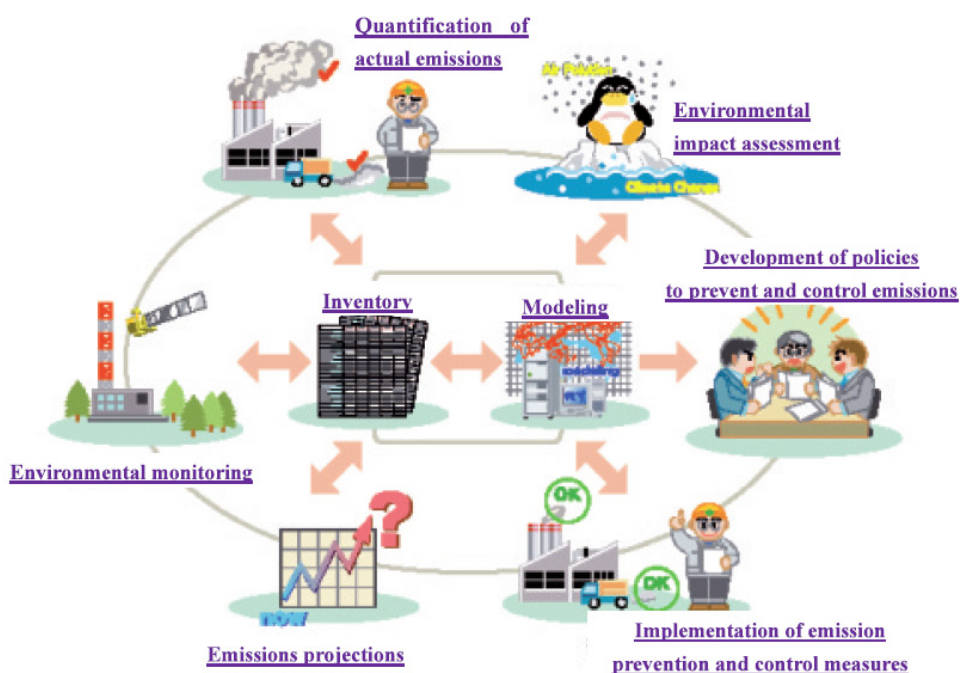 Quantification of
actual emissions
Air Pollution
Environmental
impact assessment
Climate Change
Development of policies
to prevent and control emissions
Inventory
Modeling
modeling
Environmental monitoring
OK
?
OK
now
Emissions projections
Implementation of emission
prevention and control measures